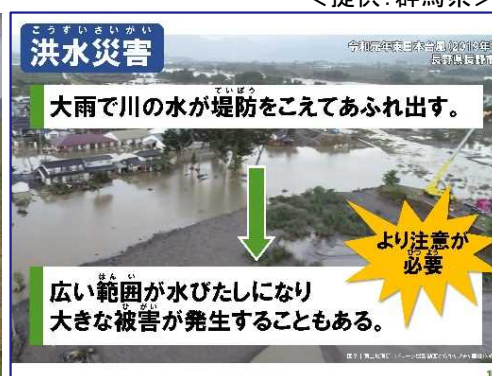 <提供:群馬県>
こうずいさいがい
洪水災害
令和元年東日本台風(2019年
長野県長野市
ていぼう
大雨で川の水が堤防をこえてあふれ出す。
より注意が
ひつよう
必要
はんい
広い範囲が水びたしになり
ひがい
大きな被害が発生することもある。
1